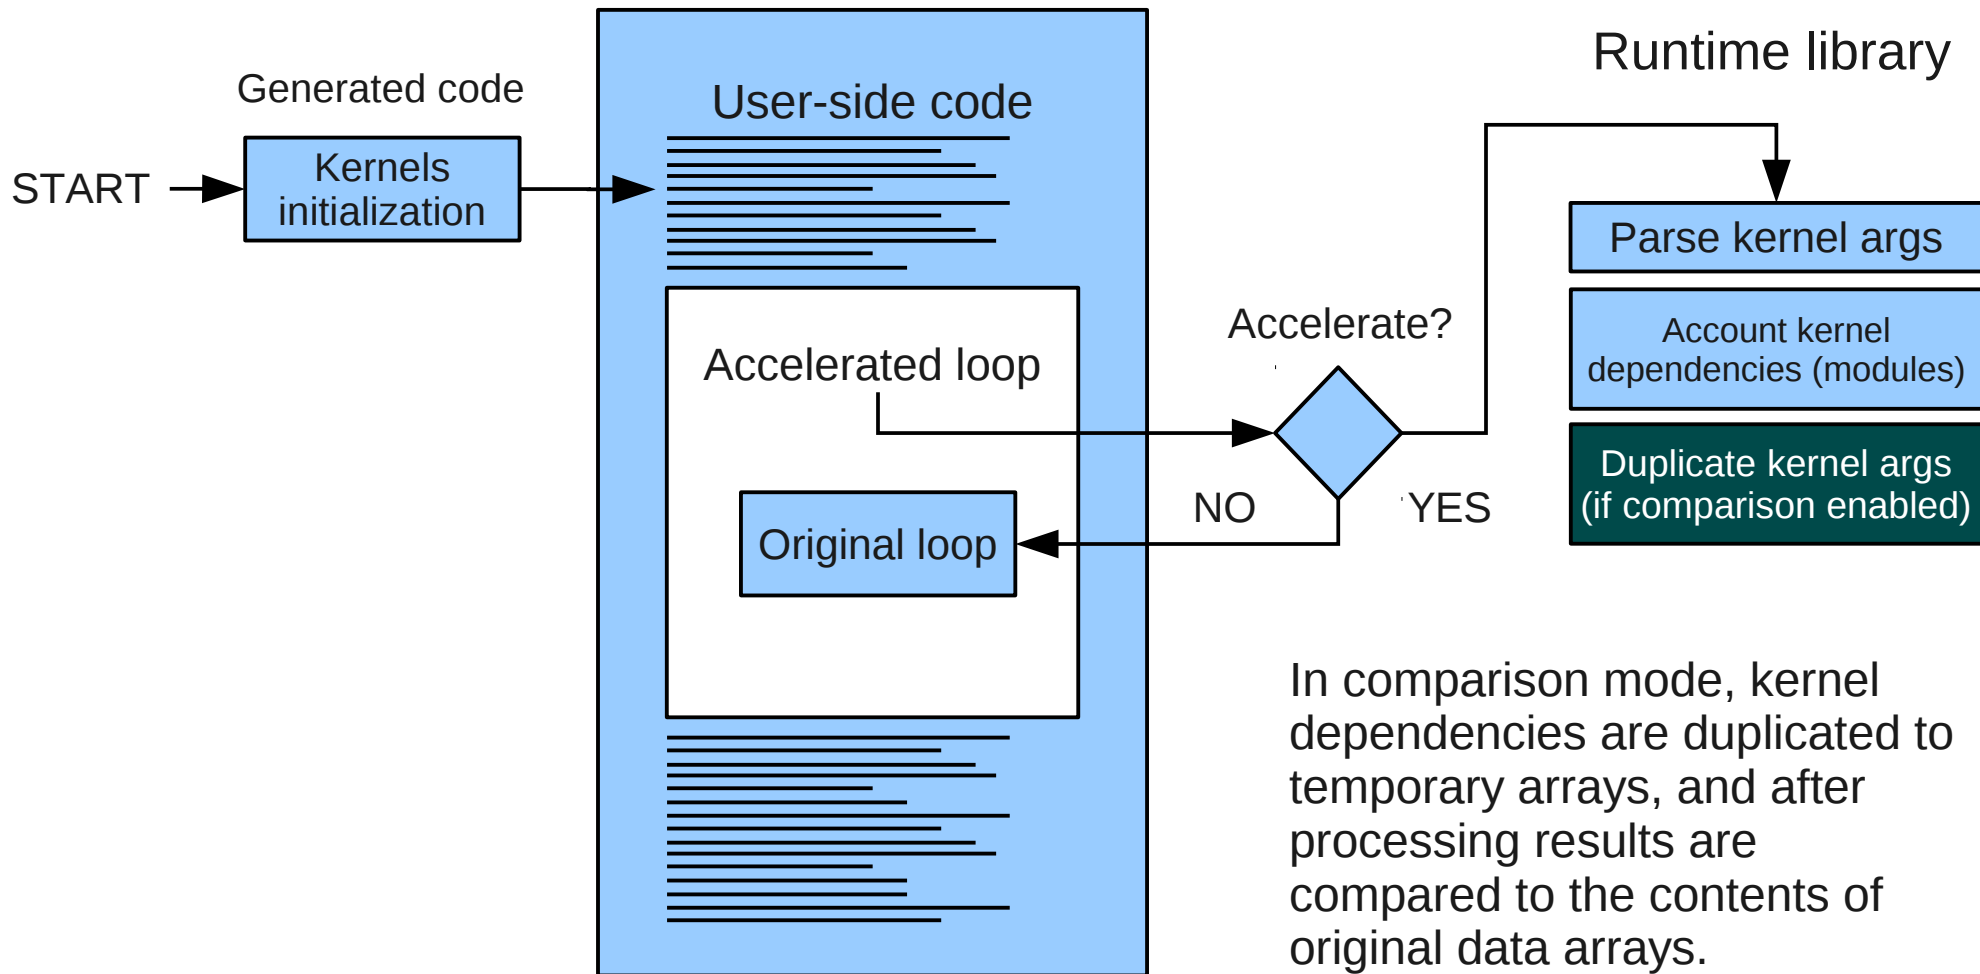 Runtime library
Generated code
User-side code
START
Kernels
initialization
Parse kernel args
Accelerate?
Account kernel
dependencies (modules)
Accelerated loop
Duplicate kernel args
(if comparison enabled)
NO
YES
Original loop
In comparison mode, kernel
dependencies are duplicated to
temporary arrays, and after
processing results are
compared to the contents of
original data arrays.